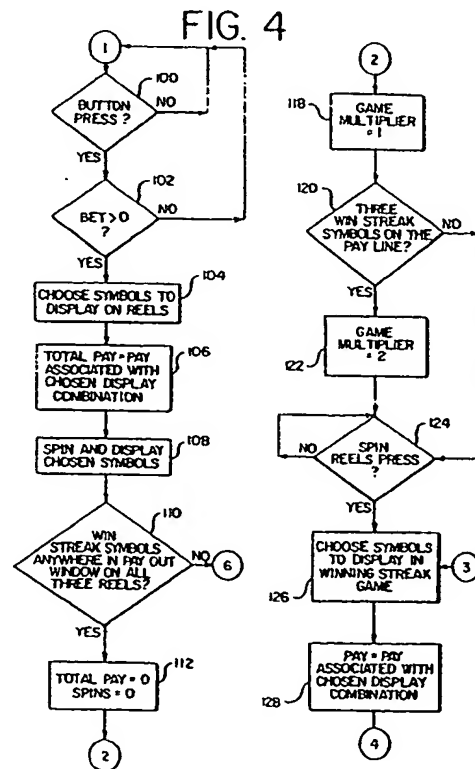 FIG. 4
1
100
BUTTON
PRESS ?
NO
YES
102
BET > 0
?
NO
YES
104
CHOOSE SYMBOLS TO
DISPLAY ON REELS
106
TOTAL PAY = PAY
ASSOCIATED WITH
CHOSEN DISPLAY
COMBINATION
108
SPIN AND DISPLAY
CHOSEN SYMBOLS
110
WIN
STREAK SYMBOLS
ANYWHERE IN PAY OUT
WINDOW ON ALL
THREE REELS?
NO
6
YES
112
TOTAL PAY = 0
SPINS = 0
2
2
118
GAME
MULTIPLIER
= 1
120
THREE
WIN STREAK
SYMBOLS ON THE
PAY LINE?
NO
YES
GAME
MULTIPLIER
= 2
122
124
SPIN
REELS PRESS
?
NO
YES
CHOOSE SYMBOLS
TO DISPLAY IN
WINNING STREAK
GAME
126
3
PAY = PAY
ASSOCIATED WITH
CHOSEN DISPLAY
COMBINATION
128
4